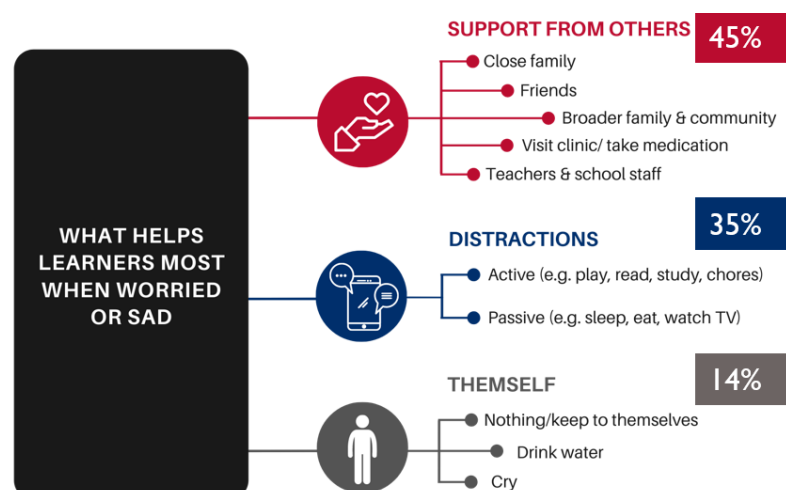 WHAT HELPS
LEARNERS MOST
WHEN WORRIED
OR SAD
SUPPORT FROM OTHERS 45%
Close family
Friends
Broader family & community
Visit clinic/ take medication
Teachers & school staff
DISTRACTIONS 35%
Active (e.g. play, read, study, chores)
Passive (e.g. sleep, eat, watch TV)
THEMSELF 14%
Nothing/keep to themselves
Drink water
Cry